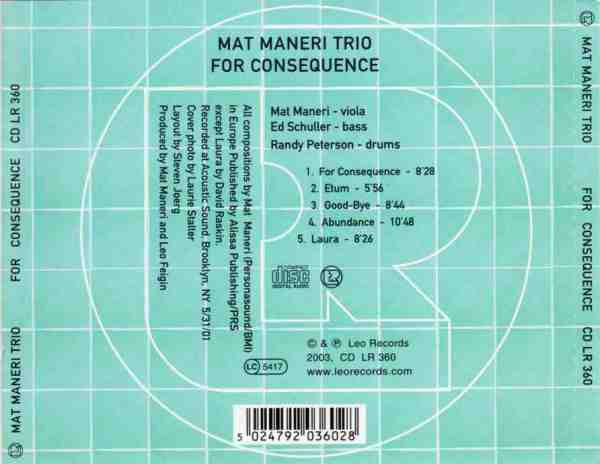 MAT MANERI TRIO
FOR CONSEQUENCE
Mat Maneri - viola
Ed Schuller - bass
Randy Peterson - drums
1. For Consequence - 8'28
2. Elum - 5'56
3. Good-Bye - 8'44
4. Abundance - 10'48
5. Laura - 8'26
All compositions by Mat Maneri (Personasound/BMI)
in Europe Published by Alissa Publishing/PRS
except Laura by David Raskin.
Recorded at Acoustic Sound, Brooklyn, NY 5/31/01
Cover photo by Laurie Staller
Layout by Steven Joerg
Produced by Mat Maneri and Leo Feigin
COMPACT
disc
DIGITAL AUDIO
© & ℗ Leo Records
2003, CD LR 360
www.leorecords.com
LC 5417
5 024792 036028
MAT MANERI TRIO FOR CONSEQUENCE CD LR 360
MAT MANERI TRIO FOR CONSEQUENCE CD LR 360